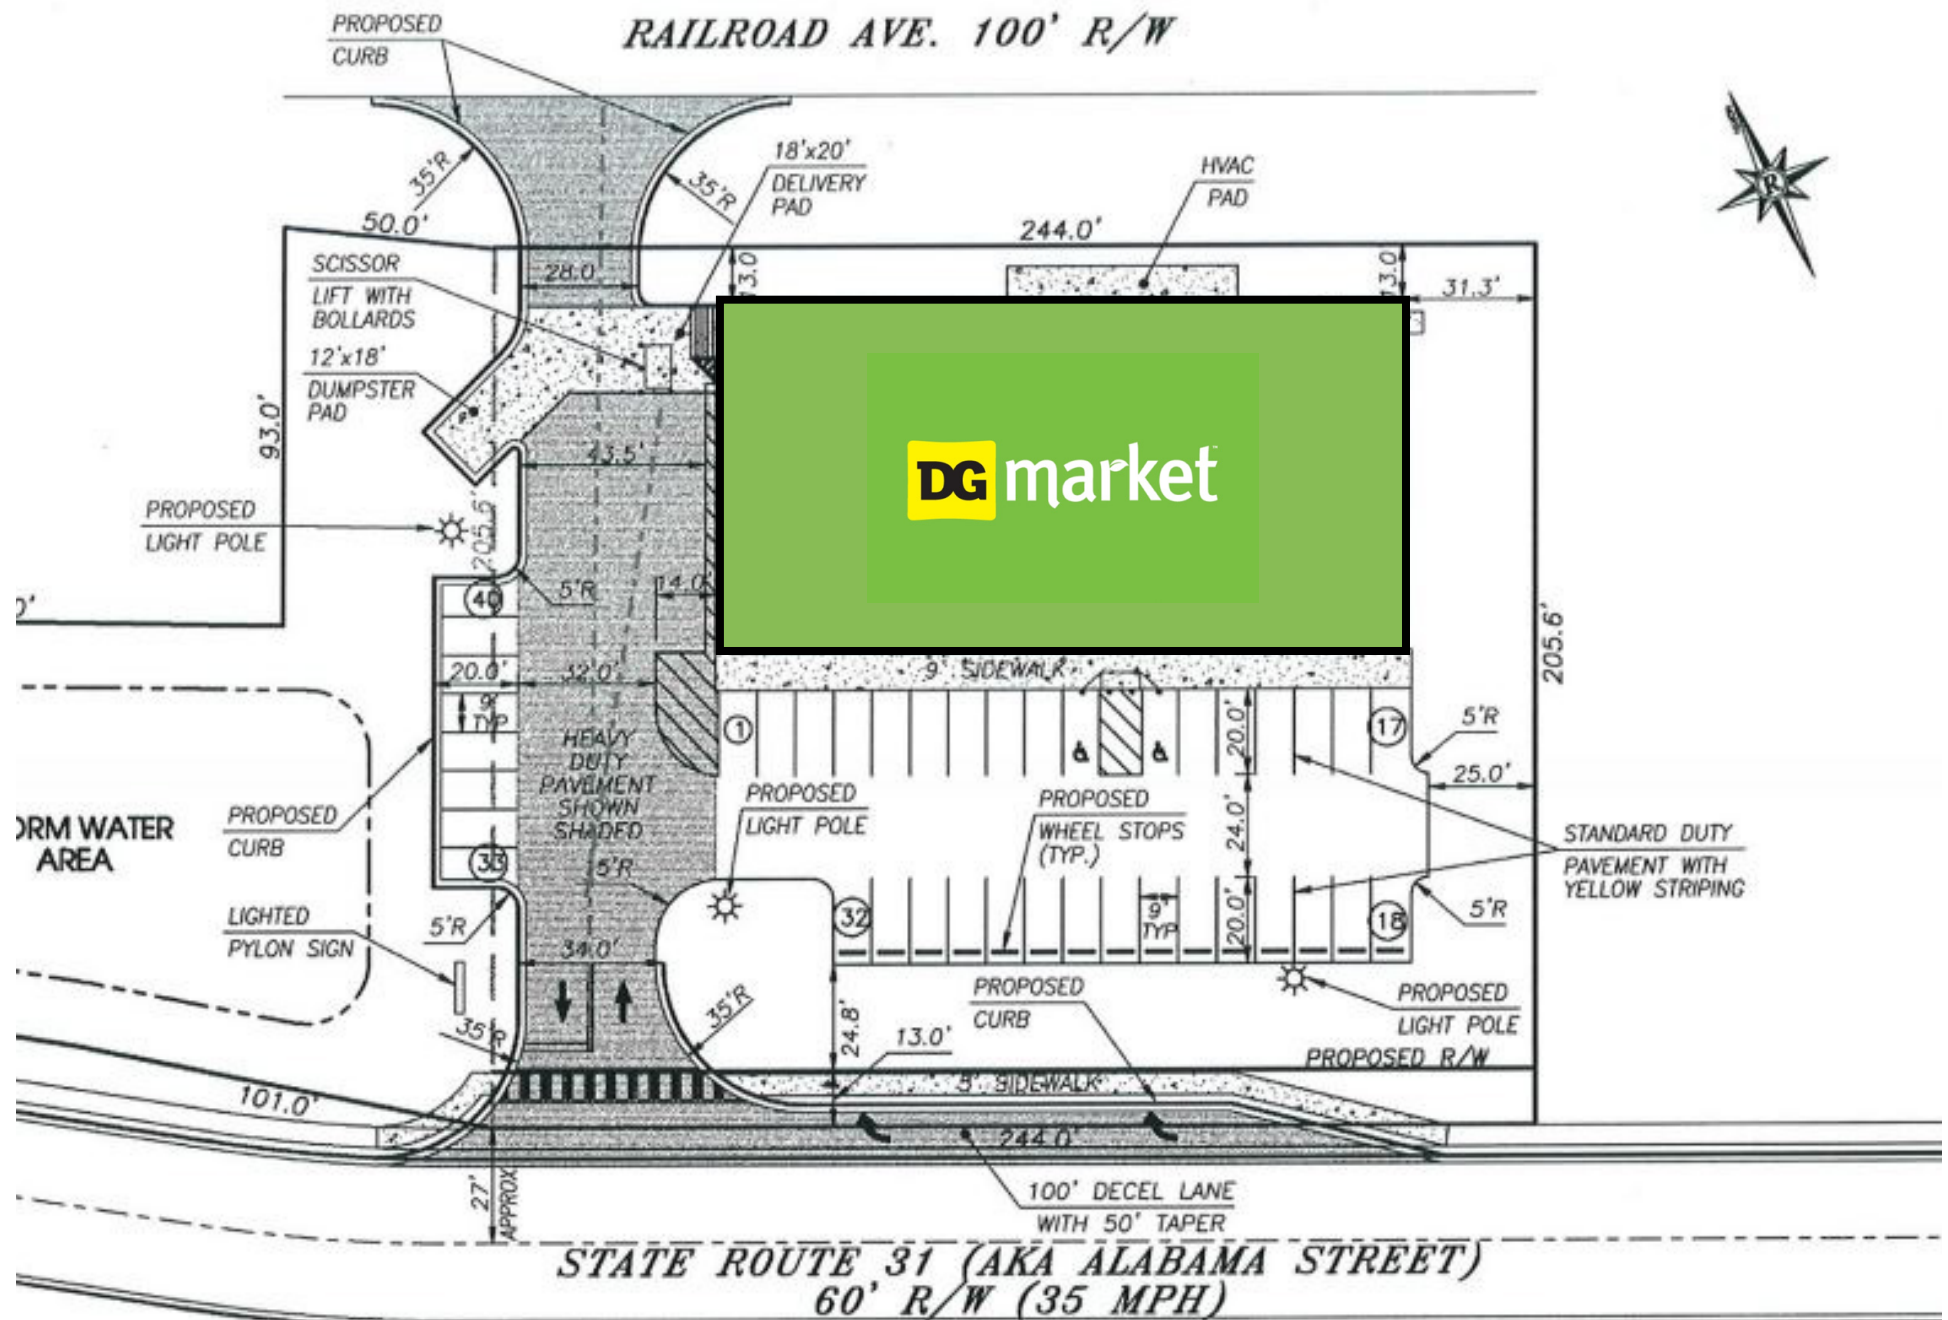 RAILROAD AVE. 100' R/W
PROPOSED
CURB
35'R
35'R
18'x20'
DELIVERY
PAD
HVAC
PAD
R
50.0'
244.0'
SCISSOR
LIFT WITH
BOLLARDS
28.0'
13.0
13.0
31.3'
12'x18'
DUMPSTER
PAD
93.0'
43.5'
DG market
PROPOSED
LIGHT POLE
205.6'
5'R
14.0'
40
0'
205.6'
20.0'
32.0'
9' SIDEWALK
9'
TYP
1
17
5'R
20.0'
HEAVY
DUTY
PAVEMENT
SHOWN
SHADED
25.0'
PROPOSED
LIGHT POLE
PROPOSED
WHEEL STOPS
(TYP.)
24.0'
STANDARD DUTY
PAVEMENT WITH
YELLOW STRIPING
ORM WATER
AREA
PROPOSED
CURB
33
5'R
32
9'
TYP
20.0'
18
5'R
LIGHTED
PYLON SIGN
5'R
34.0'
PROPOSED
CURB
PROPOSED
LIGHT POLE
35'R
35'R
24.8'
13.0'
PROPOSED R/W
5' SIDEWALK
101.0'
244.0'
27'
APPROX
100' DECEL LANE
WITH 50' TAPER
STATE ROUTE 31 (AKA ALABAMA STREET)
60' R/W (35 MPH)